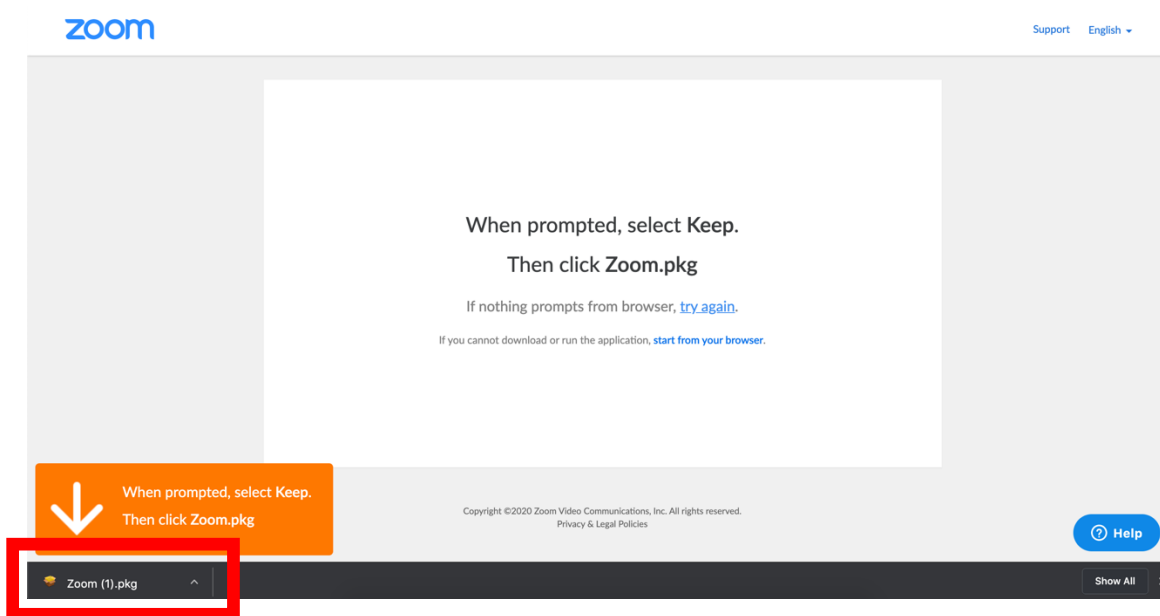 zoom
Support
English
When prompted, select Keep.
Then click Zoom.pkg
If nothing prompts from browser, try again.
If you cannot download or run the application, start from your browser.
When prompted, select Keep.
Then click Zoom.pkg
Copyright ©2020 Zoom Video Communications, Inc. All rights reserved.
Privacy & Legal Policies
Help
Zoom (1).pkg
Show All